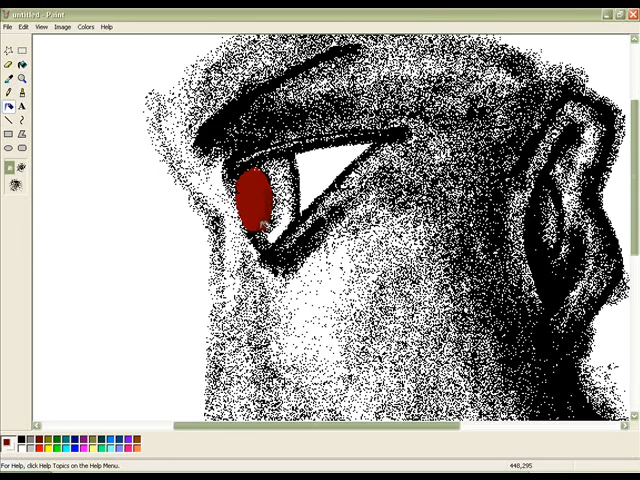 untitled - Paint
File Edit View Image Colors Help
A
For Help, click Help Topics on the Help Menu.
448,295